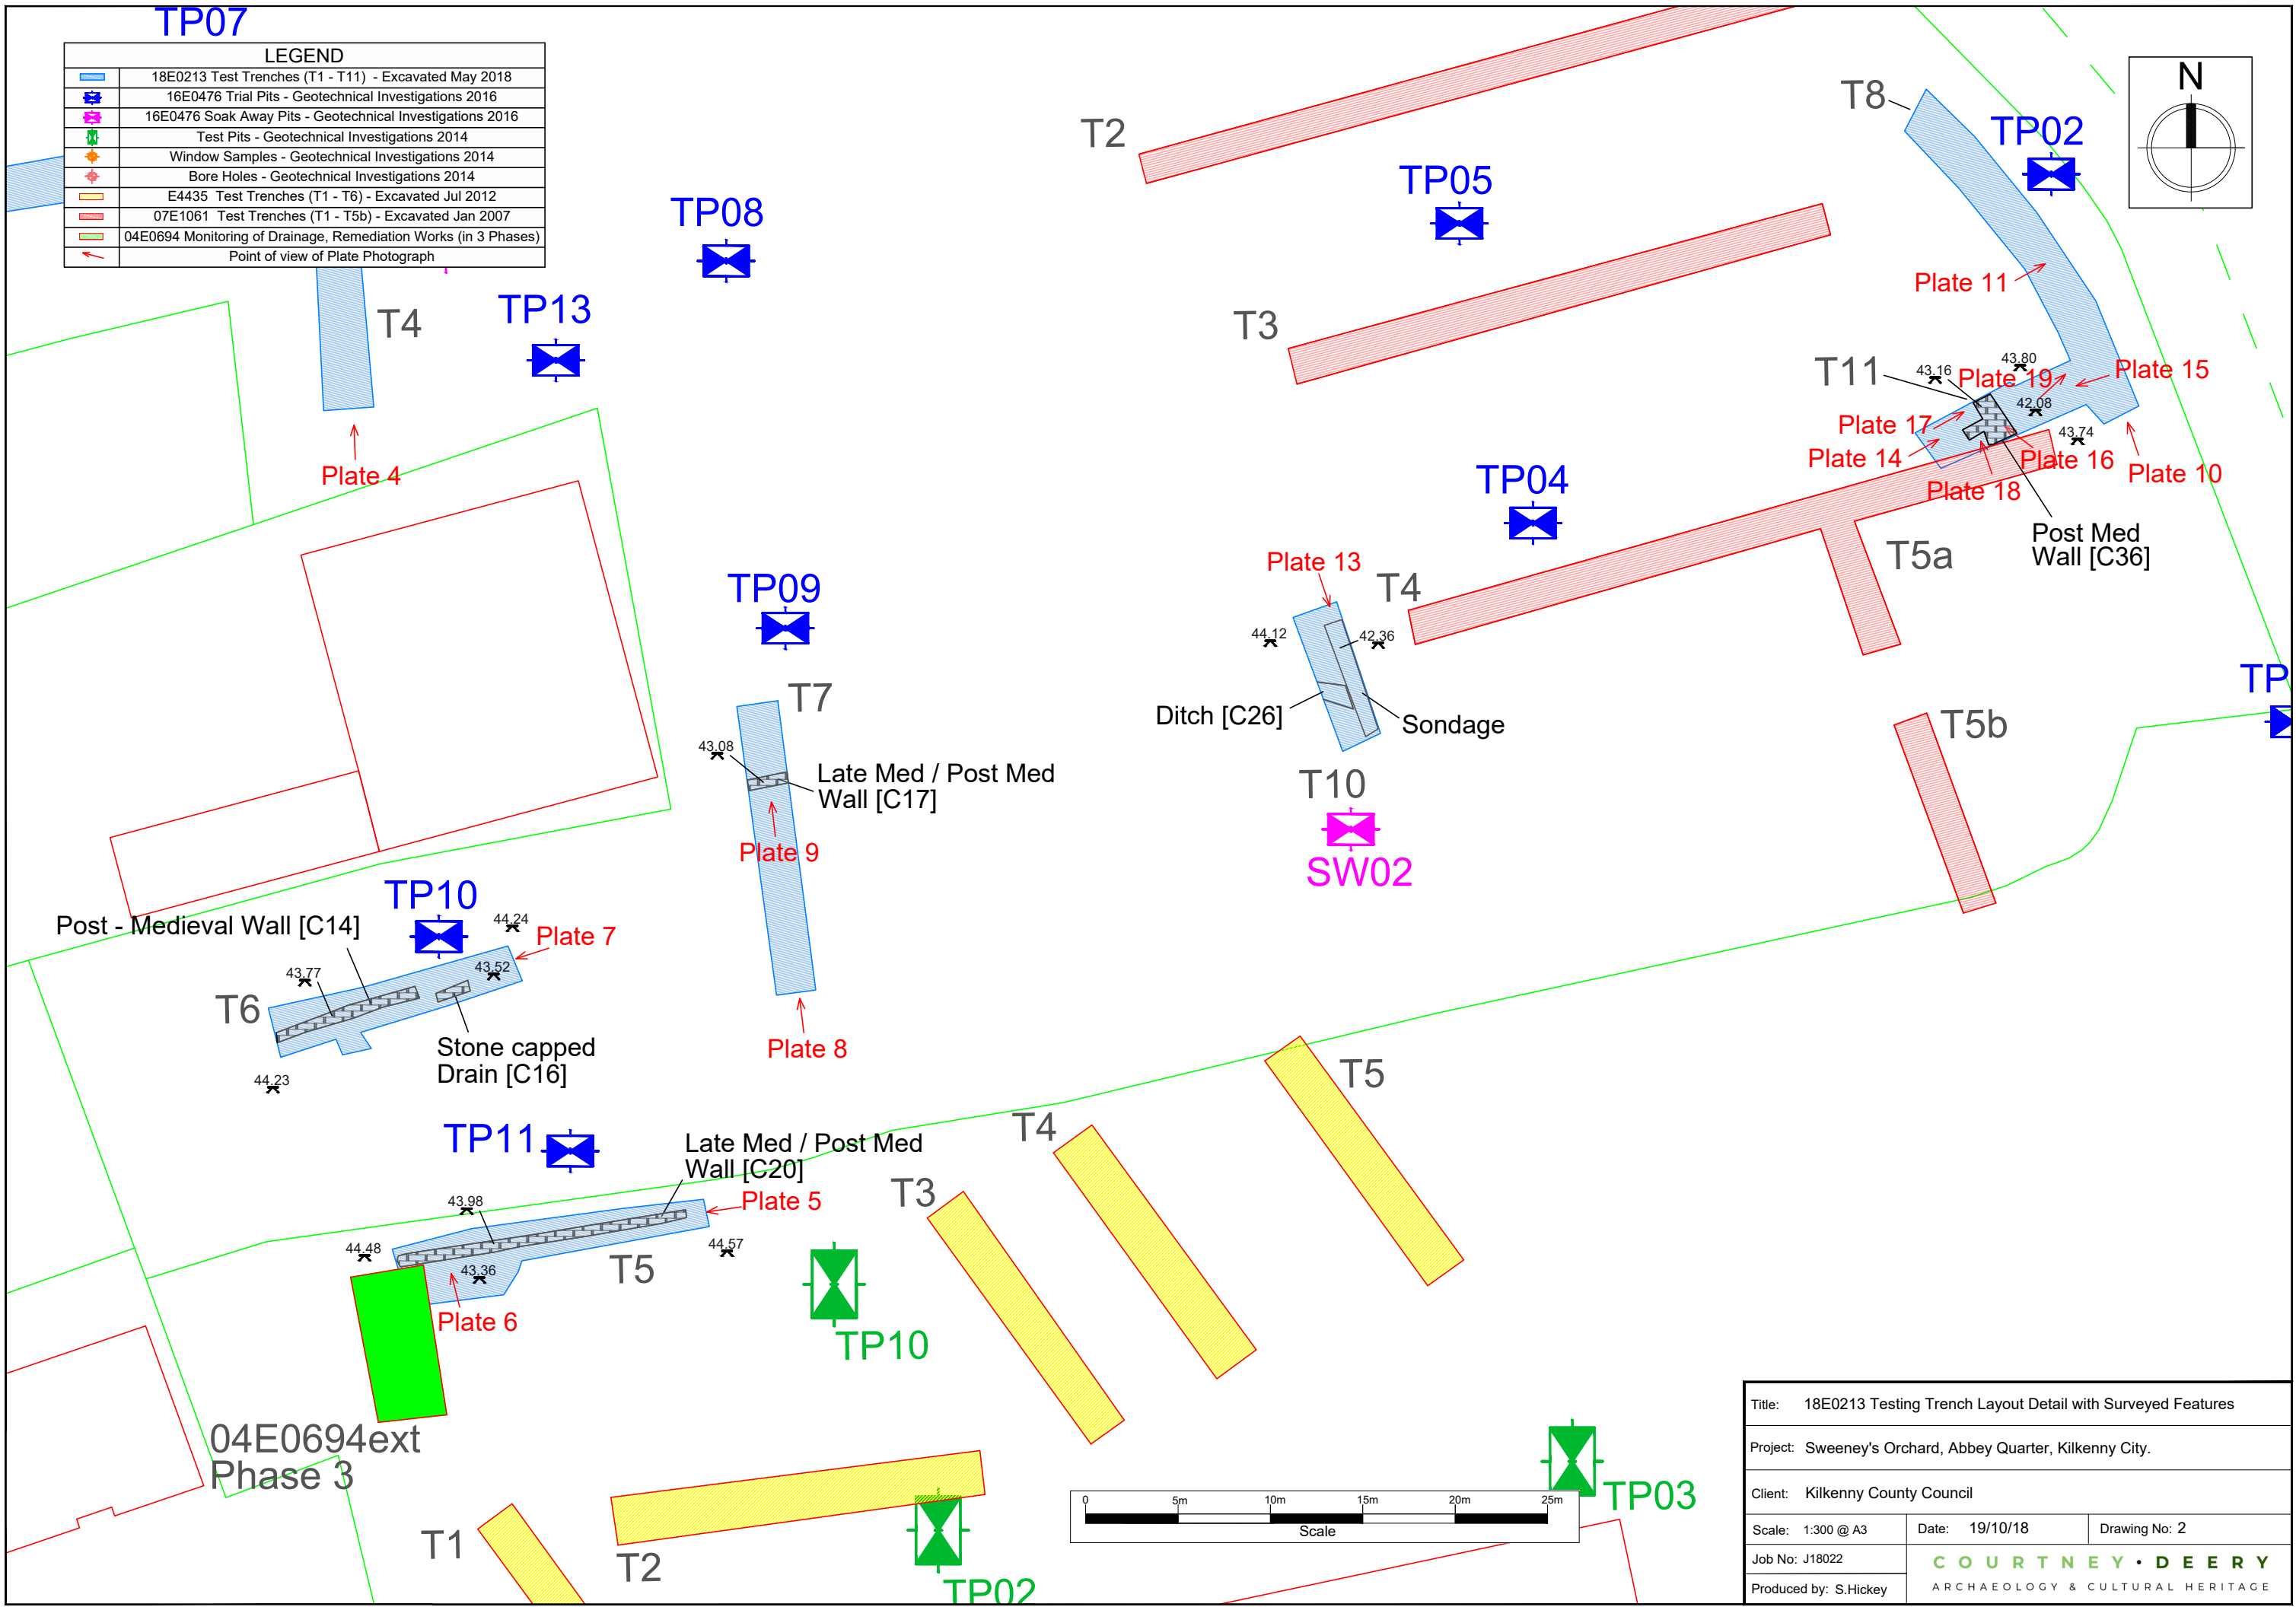 TP07
LEGEND
18E0213 Test Trenches (T1 - T11) - Excavated May 2018
16E0476 Trial Pits - Geotechnical Investigations 2016
16E0476 Soak Away Pits - Geotechnical Investigations 2016
Test Pits - Geotechnical Investigations 2014
Window Samples - Geotechnical Investigations 2014
Bore Holes - Geotechnical Investigations 2014
E4435 Test Trenches (T1 - T6) - Excavated Jul 2012
07E1061 Test Trenches (T1 - T5b) - Excavated Jan 2007
04E0694 Monitoring of Drainage, Remediation Works (in 3 Phases)
Point of view of Plate Photograph
N
T8
TP02
T2
TP05
TP08
Plate 11
TP13
T4
T3
T11
43.16
43.80
Plate 19
Plate 15
42.08
Plate 17
43.74
Plate 14
Plate 16
Plate 10
Plate 18
Plate 4
TP04
Post Med
Wall [C36]
T5a
Plate 13
T4
TP09
44.12
42.36
TP
T7
Ditch [C26]
Sondage
T5b
43.08
Late Med / Post Med
Wall [C17]
T10
Plate 9
SW02
TP10
Post - Medieval Wall [C14]
44.24
Plate 7
43.77
43.52
T6
Stone capped
Drain [C16]
Plate 8
44.23
T5
T4
TP11
Late Med / Post Med
Wall [C20]
T3
43.98
Plate 5
44.48
44.57
43.36
T5
Plate 6
TP10
04E0694ext
Phase 3
T1
T2
TP02
TP03
0 5m 10m 15m 20m 25m
Scale
Title: 18E0213 Testing Trench Layout Detail with Surveyed Features
Project: Sweeney's Orchard, Abbey Quarter, Kilkenny City.
Client: Kilkenny County Council
Scale: 1:300 @ A3 Date: 19/10/18 Drawing No: 2
Job No: J18022
Produced by: S.Hickey
COURTNEY • DEERY
ARCHAEOLOGY & CULTURAL HERITAGE